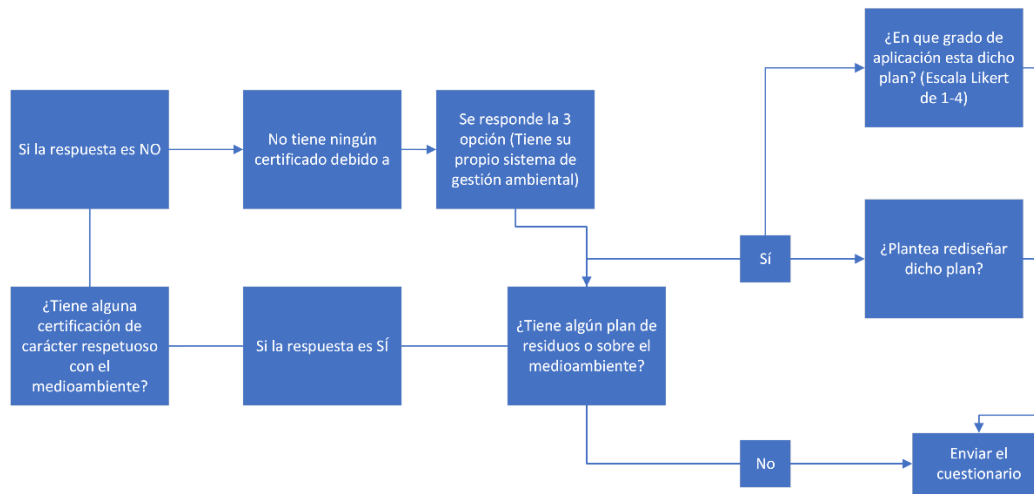 ¿En que grado de
aplicación esta dicho
plan? (Escala Likert
de 1-4)
Si la respuesta es NO
No tiene ningún
certificado debido a
Se responde la 3
opción (Tiene su
propio sistema de
gestión ambiental)
Sí
¿Plantea rediseñar
dicho plan?
¿Tiene alguna
certificación de
carácter respetuoso
con el
medioambiente?
Si la respuesta es SÍ
¿Tiene algún plan de
residuos o sobre el
medioambiente?
No
Enviar el
cuestionario